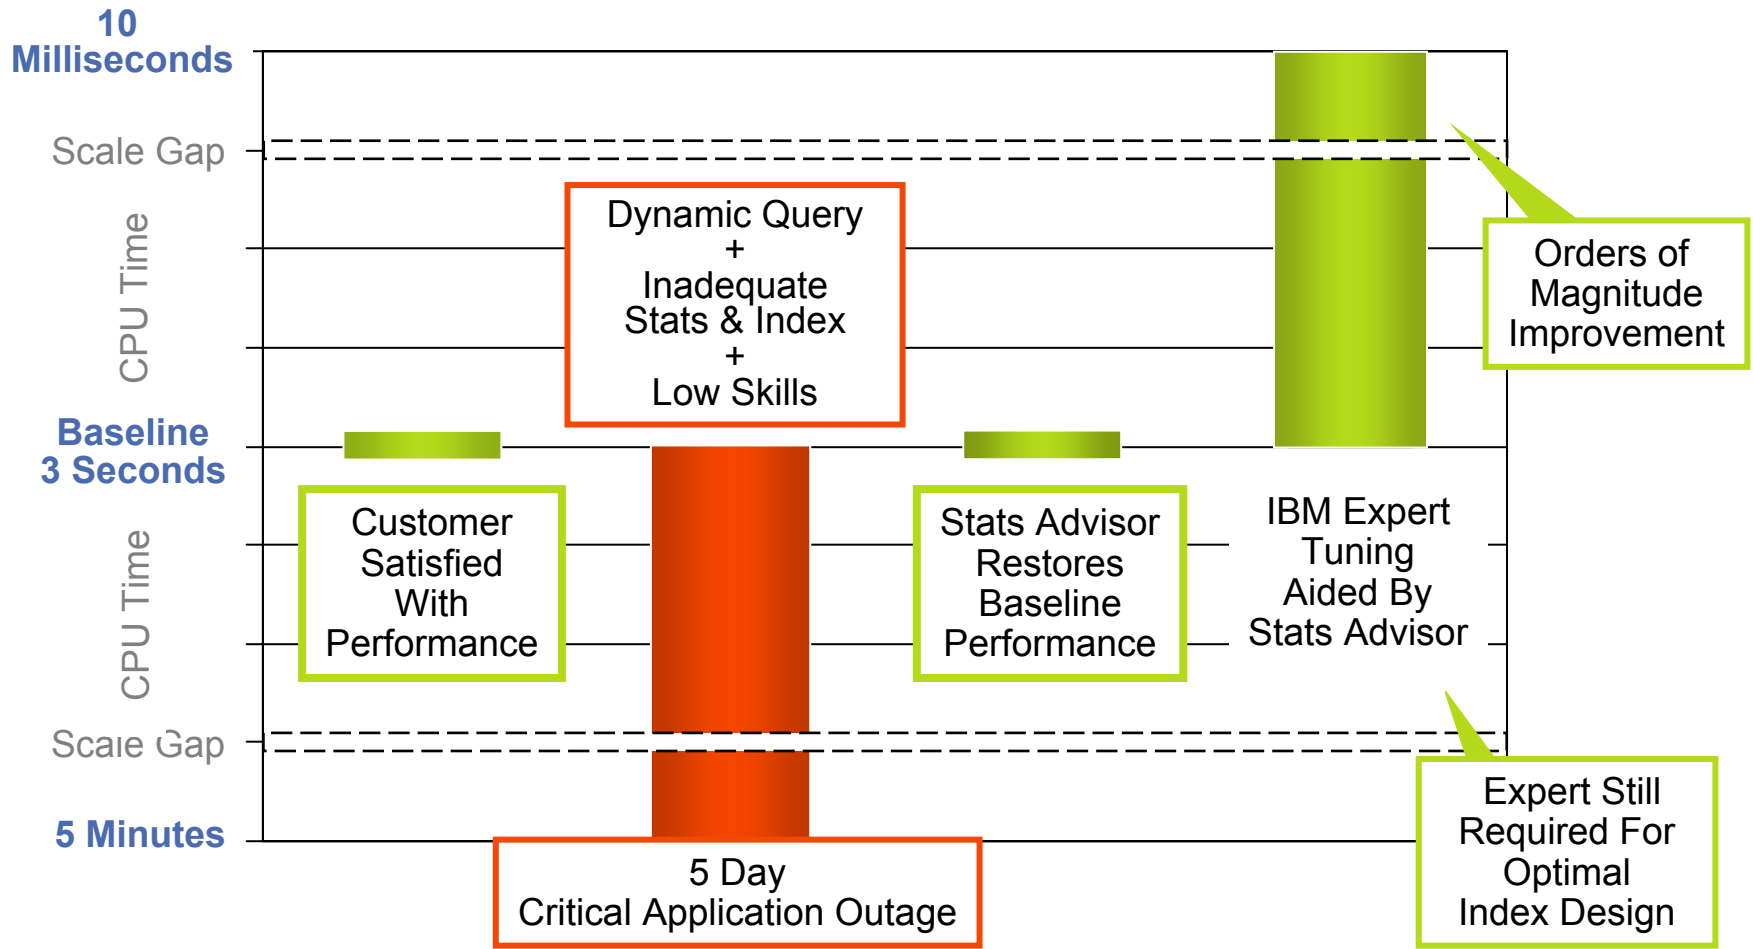 10
Milliseconds
Scale Gap
CPU Time
Baseline
3 Seconds
CPU Time
Scale Gap
5 Minutes
Customer
Satisfied
With
Performance
Dynamic Query
+
Inadequate
Stats & Index
+
Low Skills
5 Day
Critical Application Outage
Stats Advisor
Restores
Baseline
Performance
IBM Expert
Tuning
Aided By
Stats Advisor
Orders of
Magnitude
Improvement
Expert Still
Required For
Optimal
Index Design